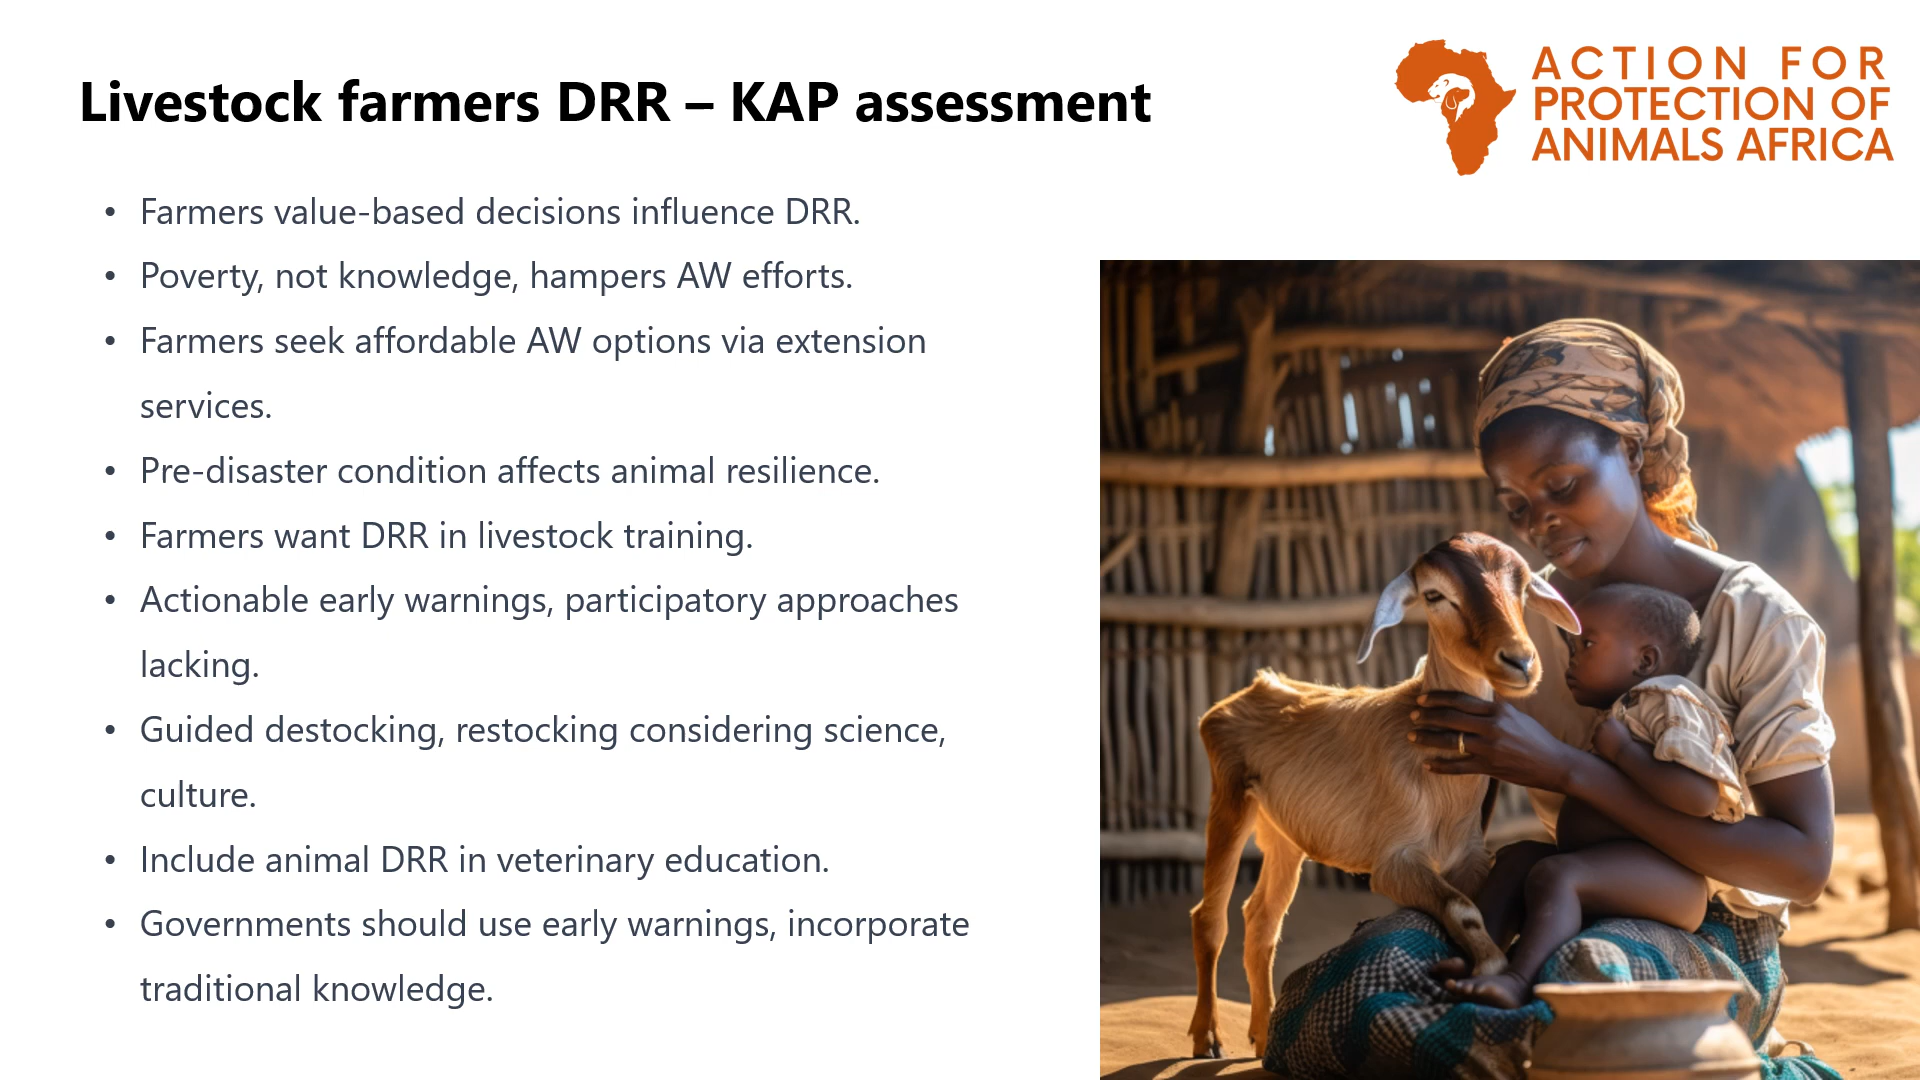 Livestock farmers DRR – KAP assessment
ACTION FOR
PROTECTION OF
ANIMALS AFRICA
• Farmers value-based decisions influence DRR.
• Poverty, not knowledge, hampers AW efforts.
• Farmers seek affordable AW options via extension
services.
• Pre-disaster condition affects animal resilience.
• Farmers want DRR in livestock training.
• Actionable early warnings, participatory approaches
lacking.
• Guided destocking, restocking considering science,
culture.
• Include animal DRR in veterinary education.
• Governments should use early warnings, incorporate
traditional knowledge.